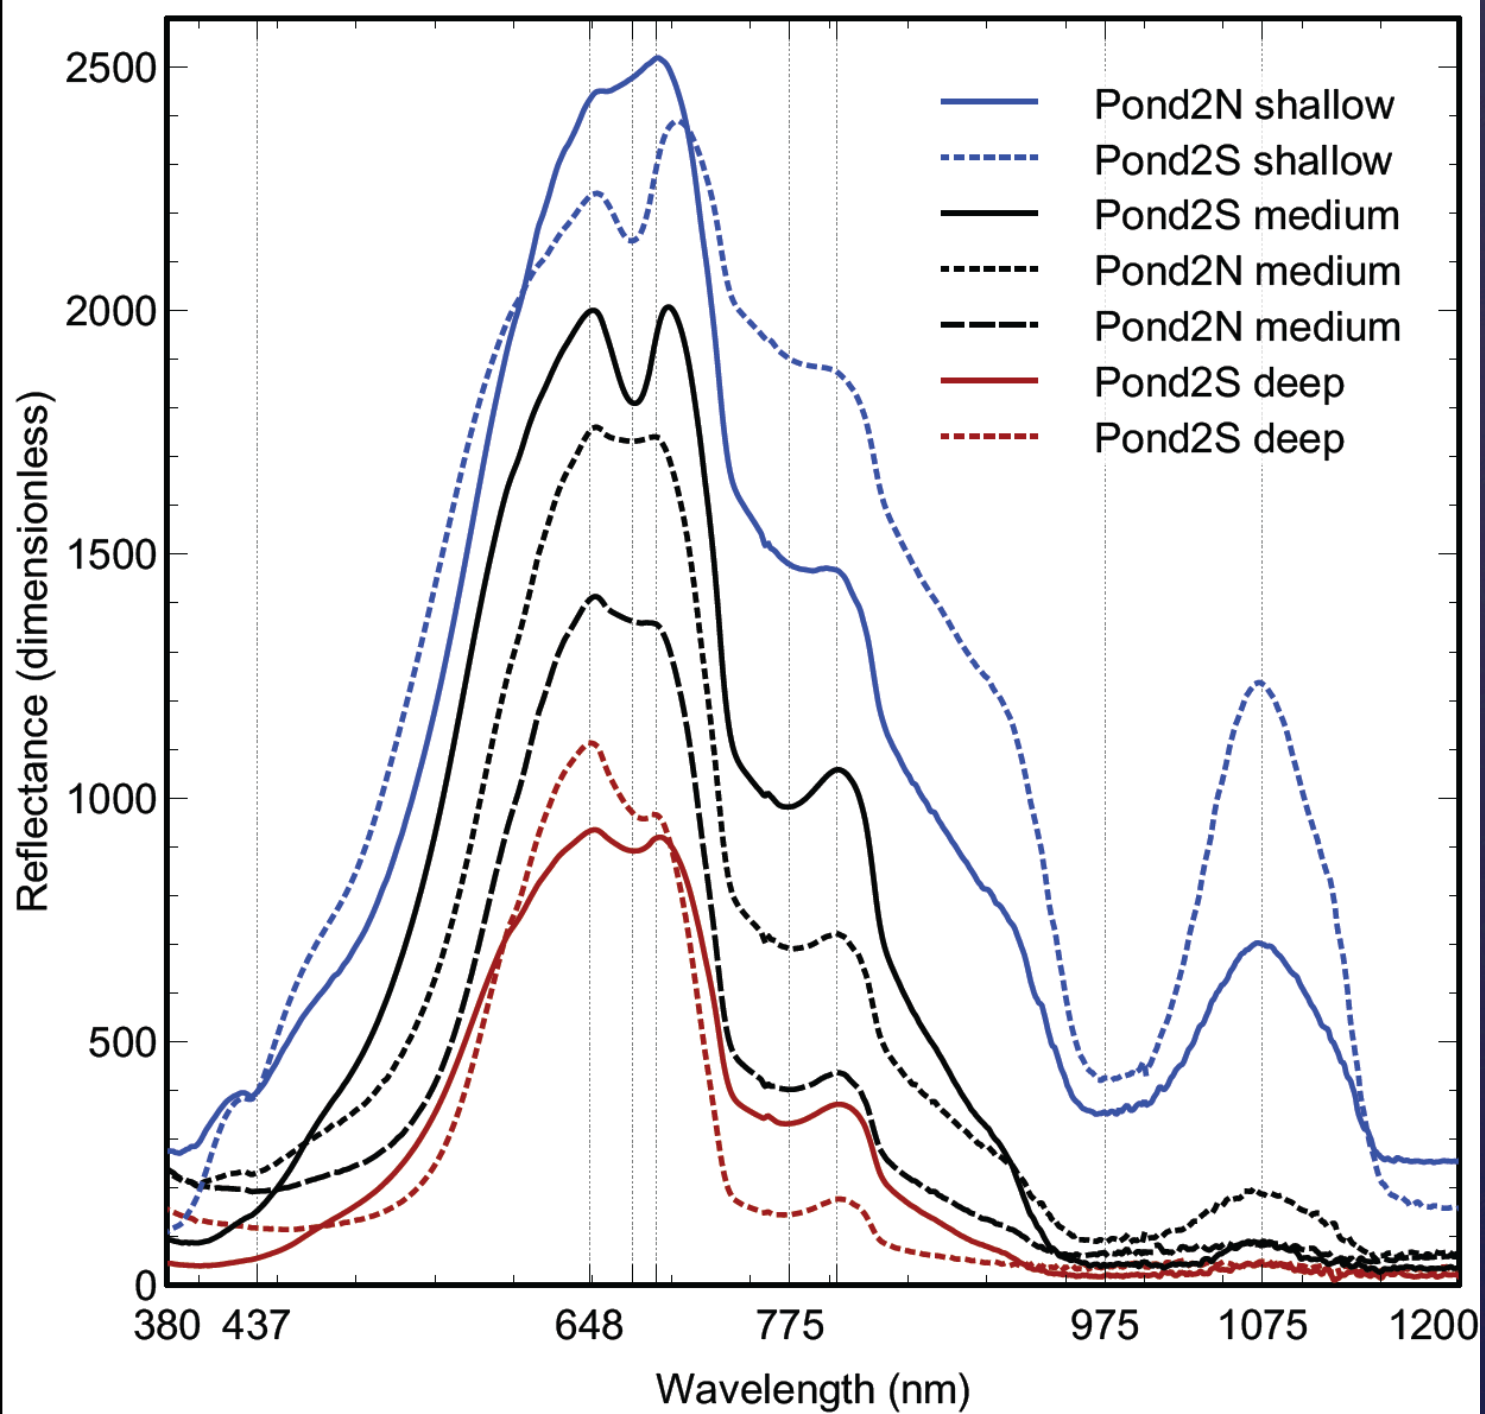 Reflectance (dimensionless)
2500
2000
1500
1000
500
0
Pond2N shallow
Pond2S shallow
Pond2S medium
Pond2N medium
Pond2N medium
Pond2S deep
Pond2S deep
380 437 648 775 975 1075 1200
Wavelength (nm)